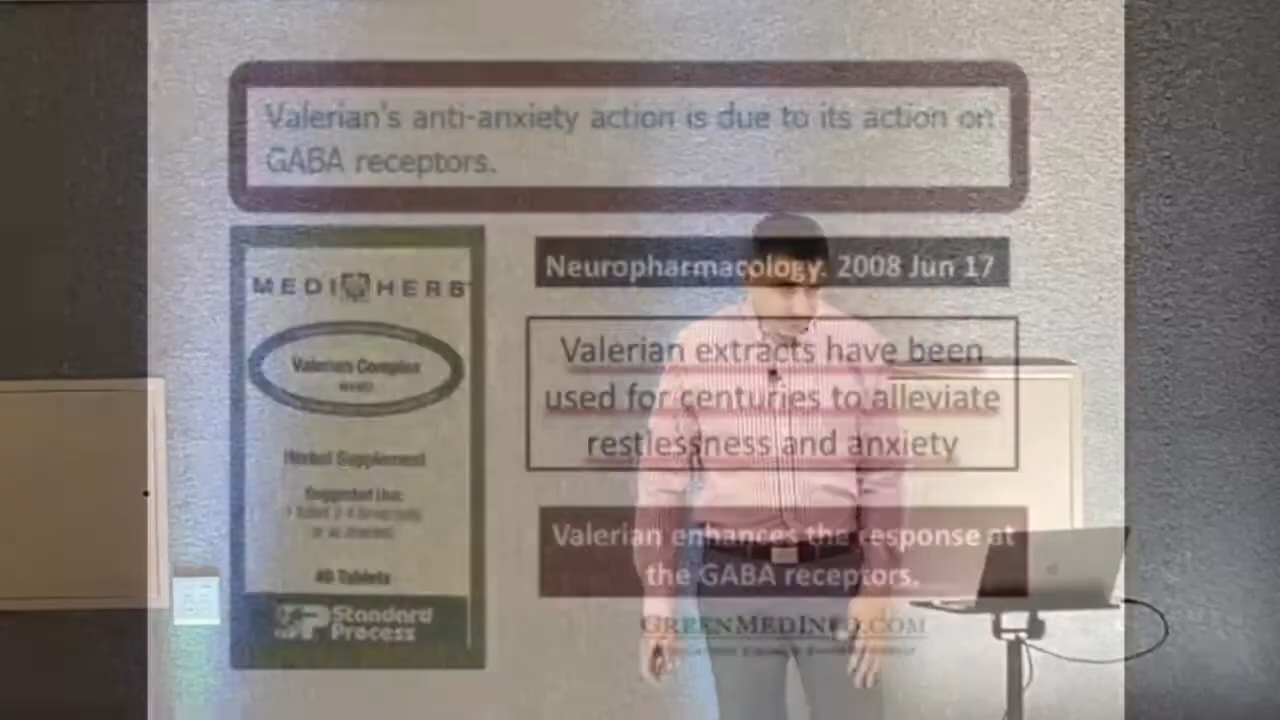 Valerian's anti-anxiety action is due to its action on
GABA receptors.
MEDI HERB
Valerian Complex
Herbal Supplement
Suggested Use:
40 Tablets
SP Standard
Process
Neuropharmacology. 2008 Jun 17
Valerian extracts have been
used for centuries to alleviate
restlessness and anxiety
Valerian enhances the response at
the GABA receptors.
GREENMEDINFO.COM